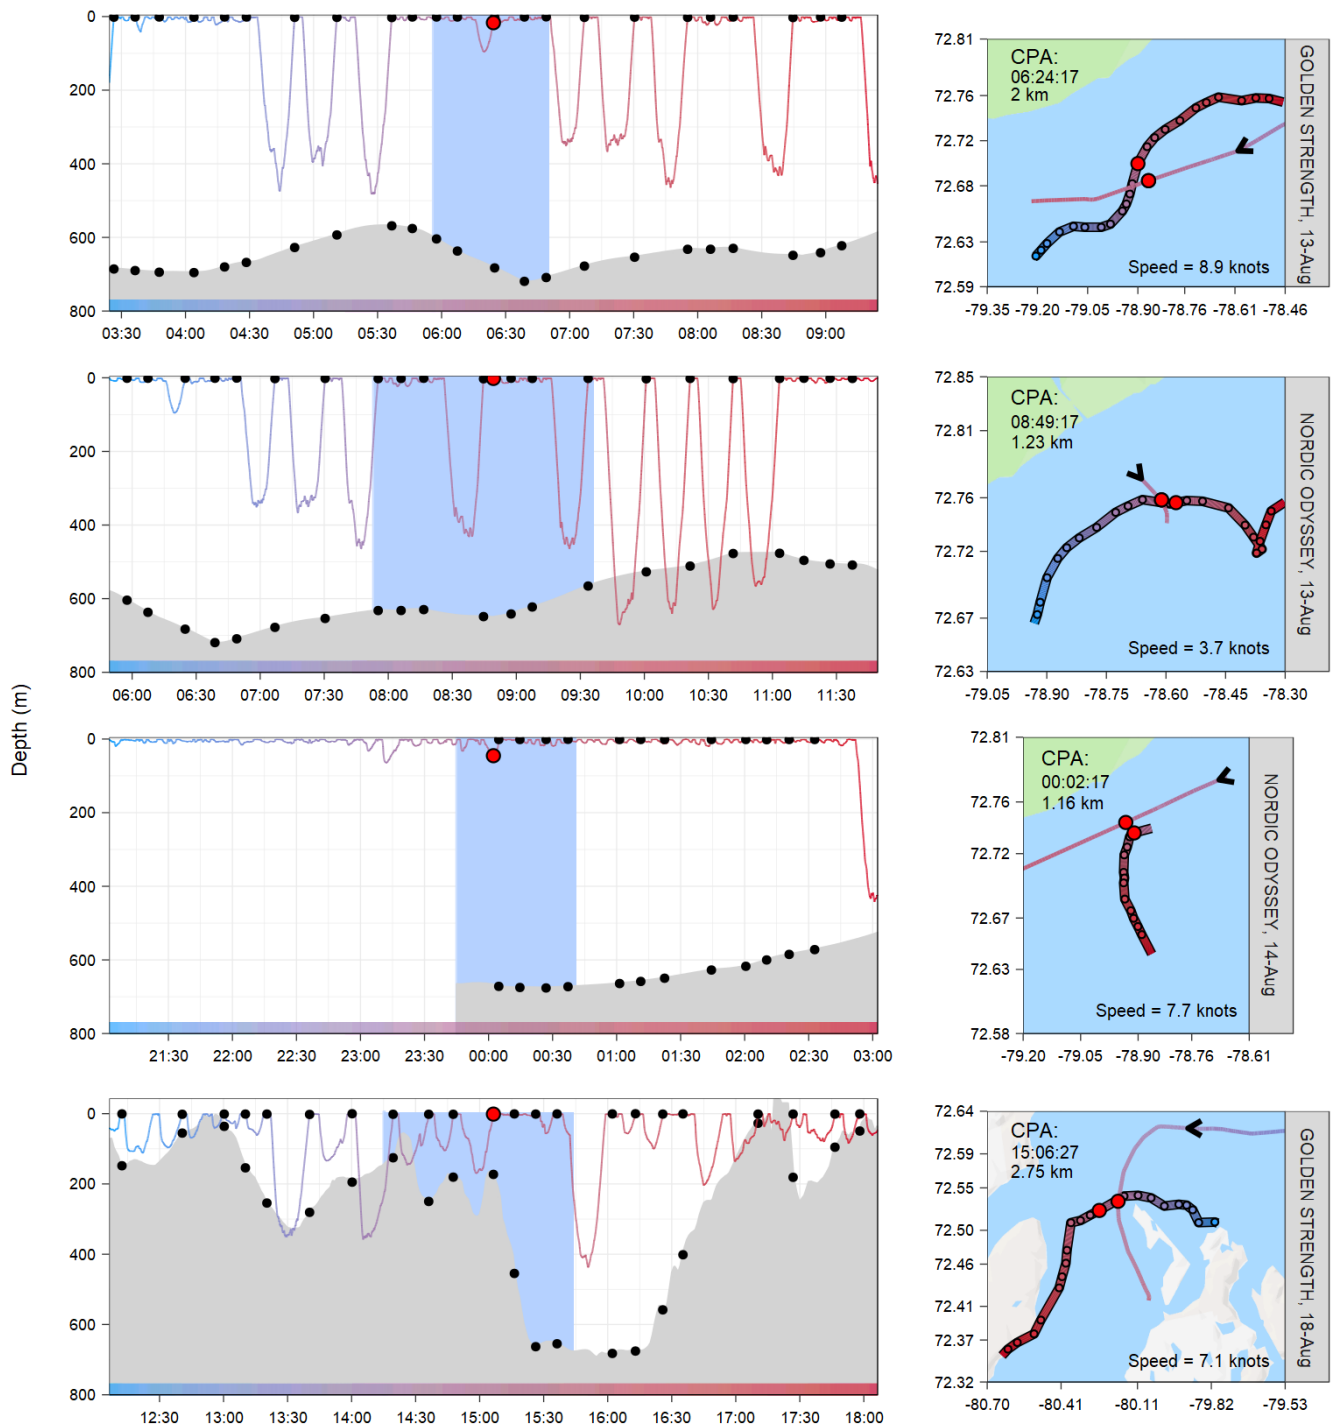 0
200
400
600
800
03:30 04:00 04:30 05:00 05:30 06:00 06:30 07:00 07:30 08:00 08:30 09:00
72.81
72.76
72.72
72.68
72.63
72.59
CPA:
06:24:17
2 km
Speed = 8.9 knots
-79.35 -79.20 -79.05 -78.90 -78.76 -78.61 -78.46
GOLDEN STRENGTH, 13-Aug
0
200
400
600
800
06:00 06:30 07:00 07:30 08:00 08:30 09:00 09:30 10:00 10:30 11:00 11:30
72.85
72.81
72.76
72.72
72.67
72.63
CPA:
08:49:17
1.23 km
Speed = 3.7 knots
-79.05 -78.90 -78.75 -78.60 -78.45 -78.30
NORDIC ODYSSEY, 13-Aug
Depth (m)
0
200
400
600
800
21:30 22:00 22:30 23:00 23:30 00:00 00:30 01:00 01:30 02:00 02:30 03:00
72.81
72.76
72.72
72.67
72.63
72.58
CPA:
00:02:17
1.16 km
Speed = 7.7 knots
-79.20 -79.05 -78.90 -78.76 -78.61
NORDIC ODYSSEY, 14-Aug
0
200
400
600
800
12:30 13:00 13:30 14:00 14:30 15:00 15:30 16:00 16:30 17:00 17:30 18:00
72.64
72.59
72.55
72.50
72.46
72.41
72.37
72.32
CPA:
15:06:27
2.75 km
Speed = 7.1 knots
-80.70 -80.41 -80.11 -79.82 -79.53
GOLDEN STRENGTH, 18-Aug